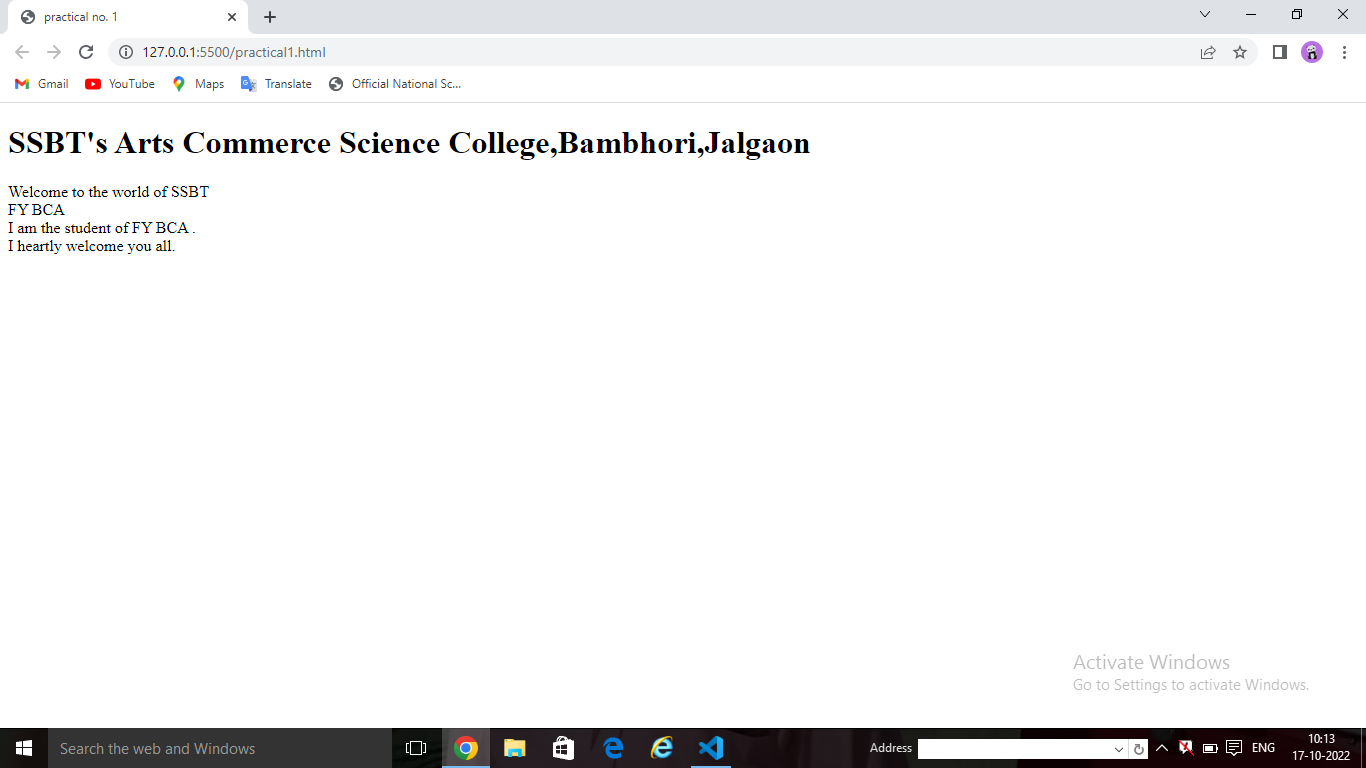 practical no. 1
127.0.0.1:5500/practical1.html
Gmail YouTube Maps Translate Official National Sc...
SSBT's Arts Commerce Science College,Bambhori,Jalgaon
Welcome to the world of SSBT
FY BCA
I am the student of FY BCA .
I heartly welcome you all.
Activate Windows
Go to Settings to activate Windows.
Search the web and Windows
Address
ENG
10:13
17-10-2022